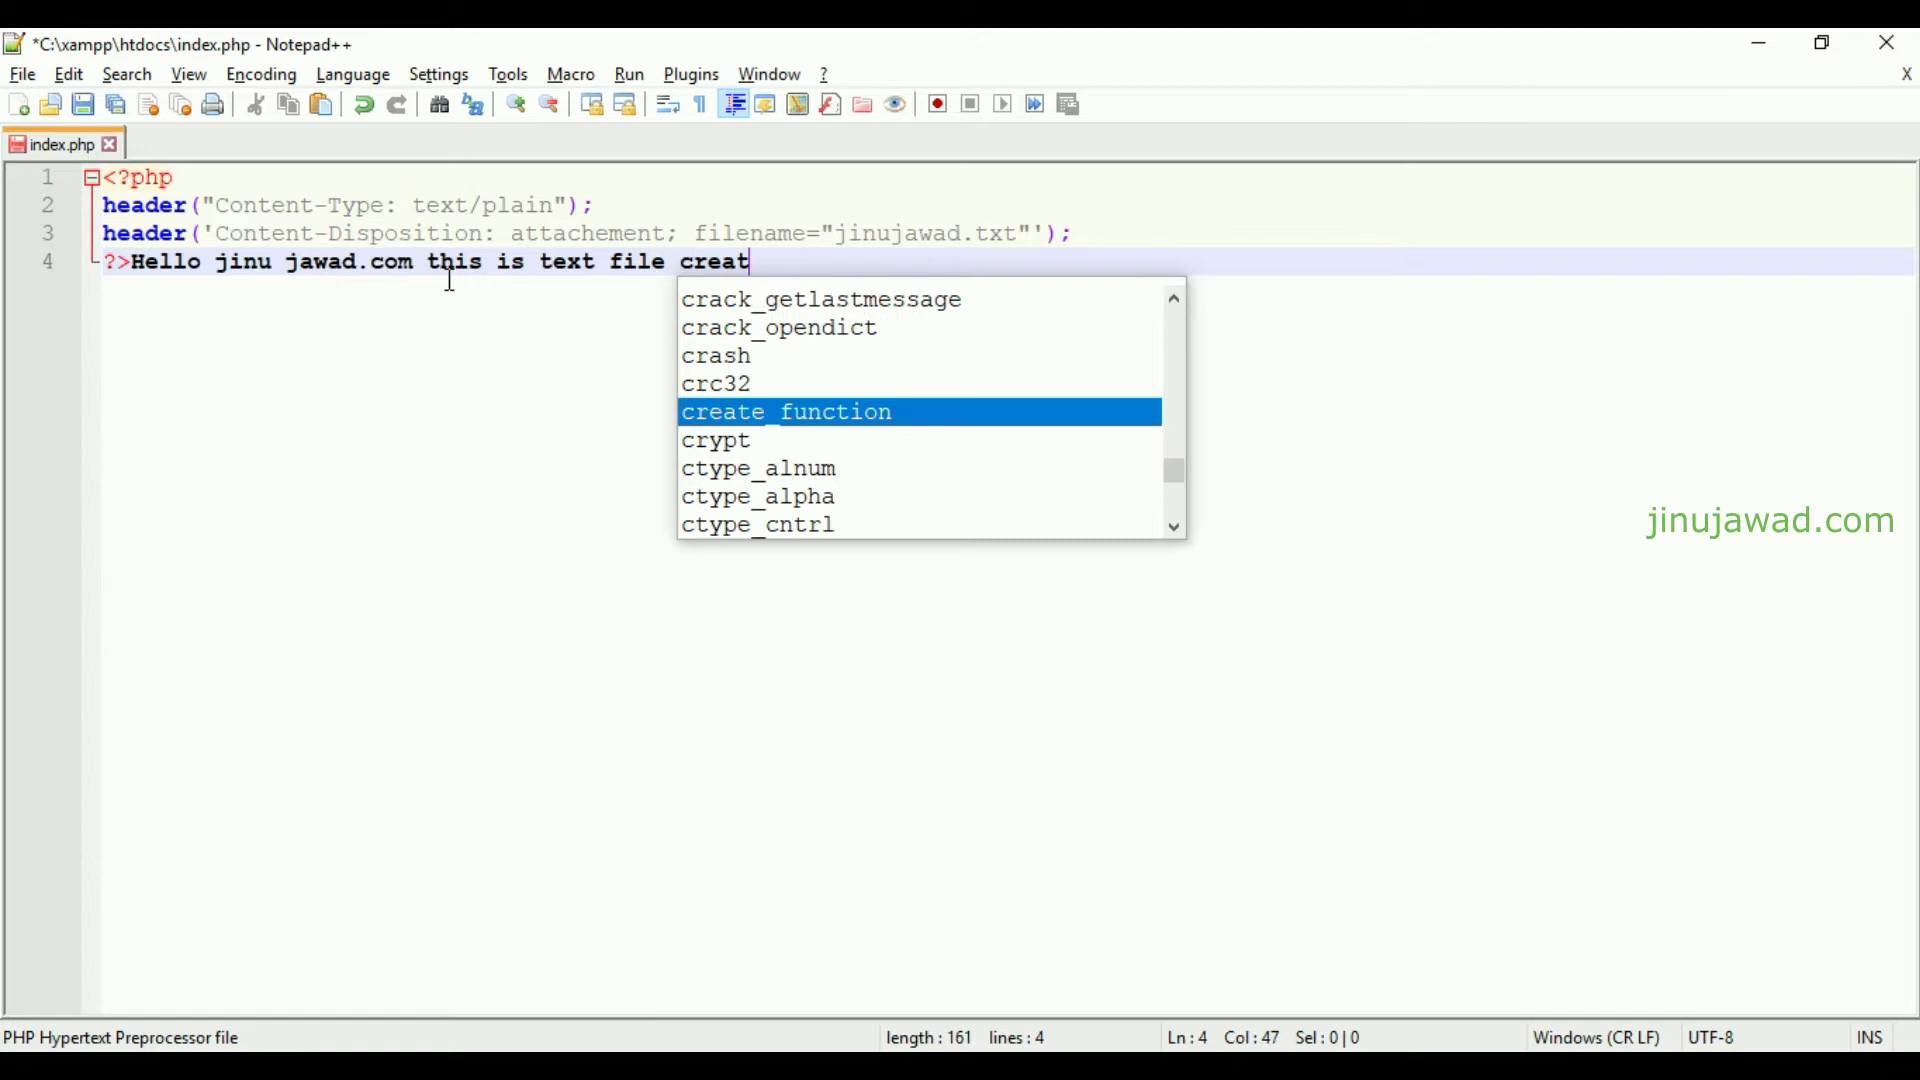 *C:\xampp\htdocs\index.php - Notepad++
File Edit Search View Encoding Language Settings Tools Macro Run Plugins Window ? X
index.php
1 <?php
2 header("Content-Type: text/plain");
3 header('Content-Disposition: attachement; filename="jinujawad.txt"');
4 ?>Hello jinu jawad.com this is text file creat
crack_getlastmessage
crack_opendict
crash
crc32
create_function
crypt
ctype_alnum
ctype_alpha
ctype_cntrl
jinujawad.com
PHP Hypertext Preprocessor file length : 161 lines : 4 Ln : 4 Col : 47 Sel : 0 | 0 Windows (CR LF) UTF-8 INS